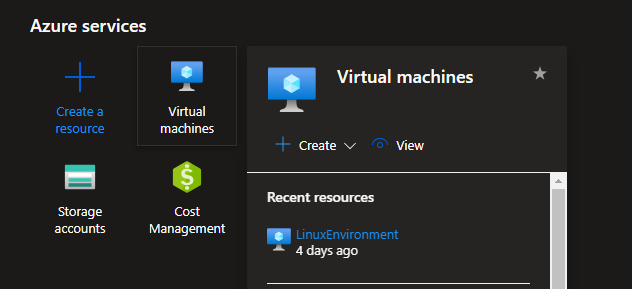 Azure services
Create a
resource
Virtual
machines
Storage
accounts
Cost
Management
Virtual machines
Create
View
Recent resources
LinuxEnvironment
4 days ago